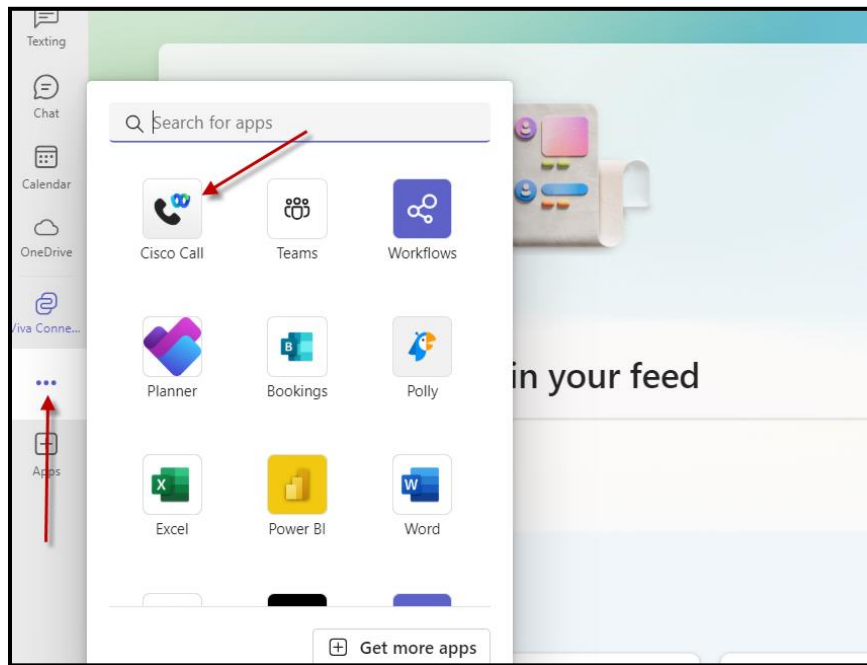 Texting
Chat
Calendar
OneDrive
Viva Conne...
Apps
Search for apps
Cisco Call
Teams
Workflows
Planner
Bookings
Polly
Excel
Power BI
Word
Get more apps
in your feed